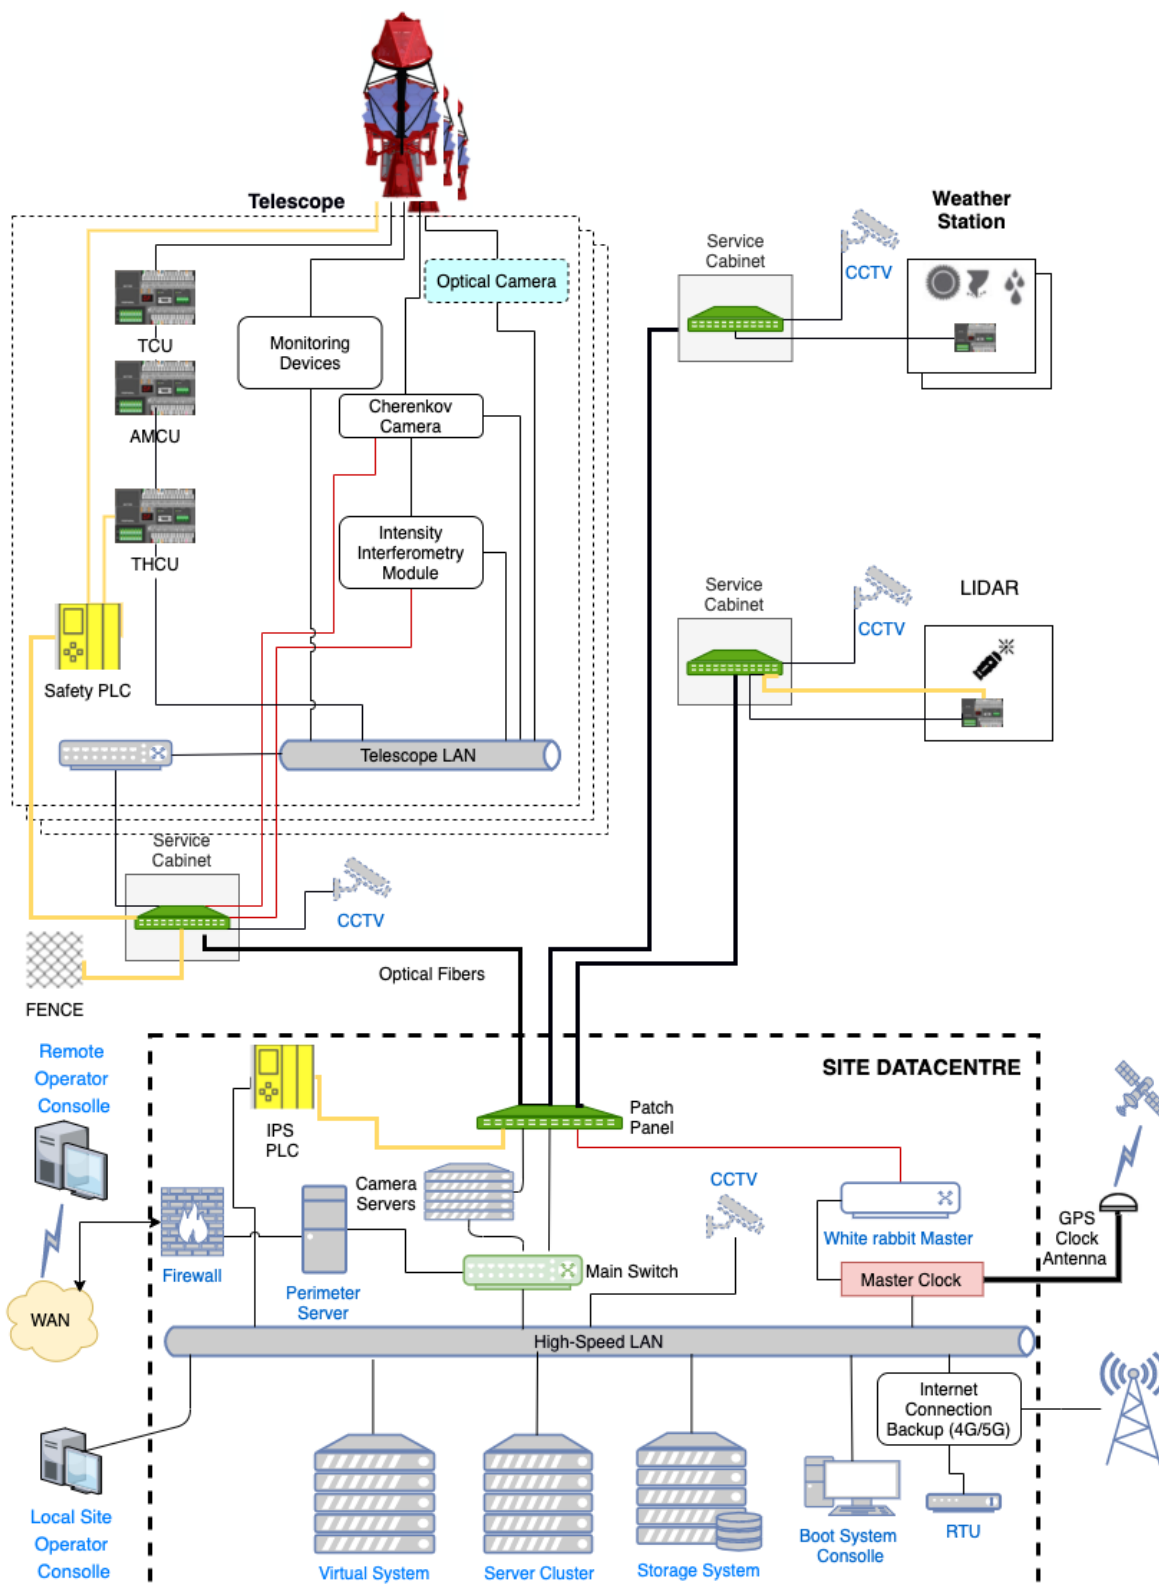 Telescope
Weather
Station
Service
Cabinet
CCTV
Optical Camera
TCU
Monitoring
Devices
AMCU
Cherenkov
Camera
THCU
Intensity
Interferometry
Module
Service
Cabinet
CCTV
LIDAR
Safety PLC
Telescope LAN
Service
Cabinet
CCTV
Optical Fibers
FENCE
Remote
Operator
Consolle
SITE DATACENTRE
IPS
PLC
Patch
Panel
Camera
Servers
CCTV
White rabbit Master
GPS
Clock
Antenna
Firewall
Perimeter
Server
Main Switch
Master Clock
WAN
High-Speed LAN
Internet
Connection
Backup (4G/5G)
Local Site
Operator
Consolle
Virtual System
Server Cluster
Storage System
Boot System
Consolle
RTU